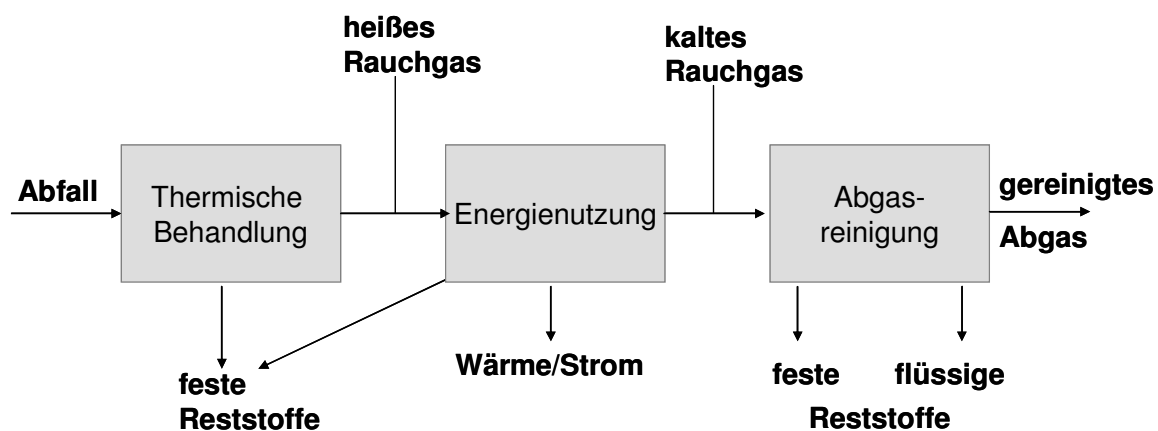 heißes
Rauchgas
kaltes
Rauchgas
Abfall
Thermische
Behandlung
Energienutzung
Abgas-
reinigung
gereinigtes
Abgas
feste
Reststoffe
Wärme/Strom
feste flüssige
Reststoffe